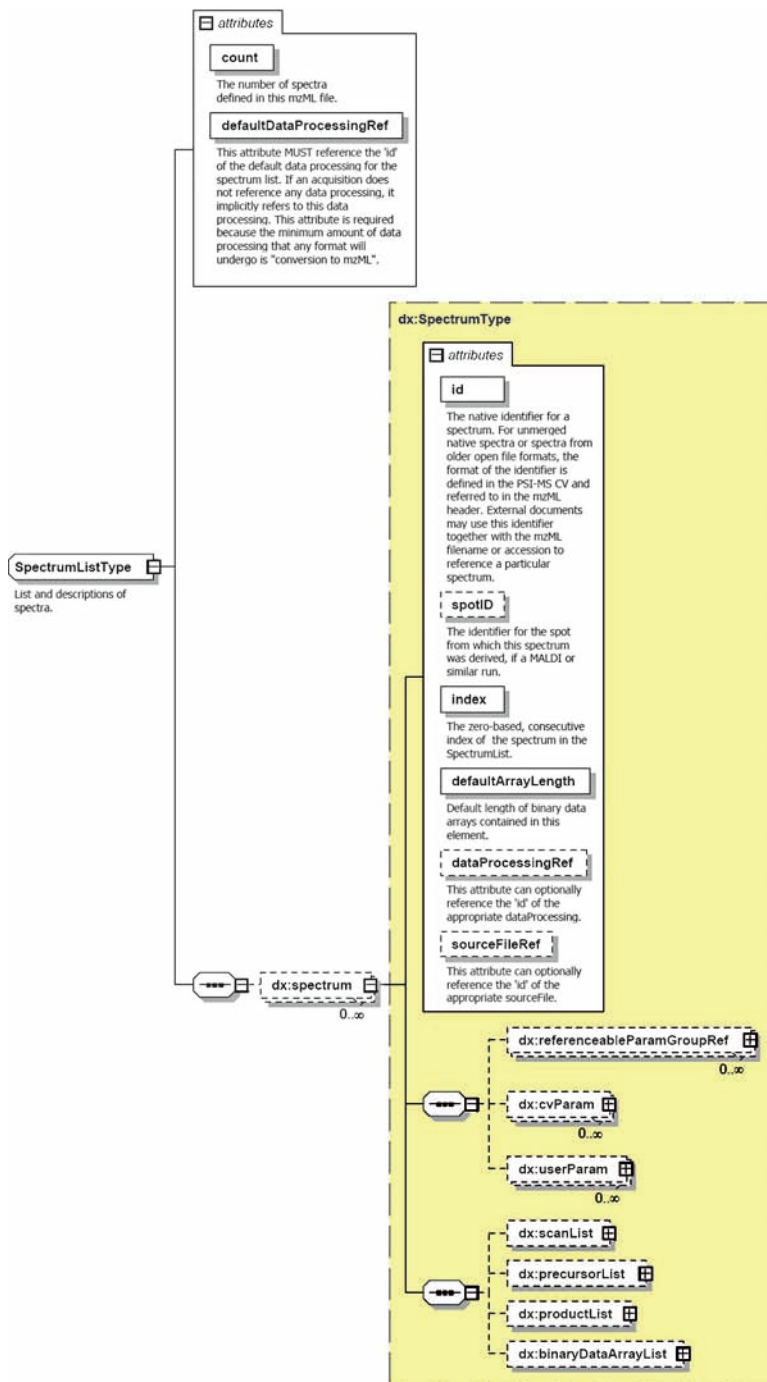 attributes
count
The number of spectra
defined in this mzML file.
defaultDataProcessingRef
This attribute MUST reference the 'id'
of the default data processing for the
spectrum list. If an acquisition does
not reference any data processing, it
implicitly refers to this data
processing. This attribute is required
because the minimum amount of data
processing that any format will
undergo is "conversion to mzML".
dx:SpectrumType
attributes
id
The native identifier for a
spectrum. For unmerged
native spectra or spectra from
older open file formats, the
format of the identifier is
defined in the PSI-MS CV and
referred to in the mzML
header. External documents
may use this identifier
together with the mzML
filename or accession to
reference a particular
spectrum.
SpectrumListType
List and descriptions of
spectra.
spotID
The identifier for the spot
from which this spectrum
was derived, if a MALDI or
similar run.
index
The zero-based, consecutive
index of the spectrum in the
SpectrumList.
defaultArrayLength
Default length of binary data
arrays contained in this
element.
dataProcessingRef
This attribute can optionally
reference the 'id' of the
appropriate dataProcessing.
sourceFileRef
This attribute can optionally
reference the 'id' of the
appropriate sourceFile.
dx:spectrum
0..∞
dx:referenceableParamGroupRef
0..∞
dx:cvParam
0..∞
dx:userParam
0..∞
dx:scanList
dx:precursorList
dx:productList
dx:binaryDataArrayList